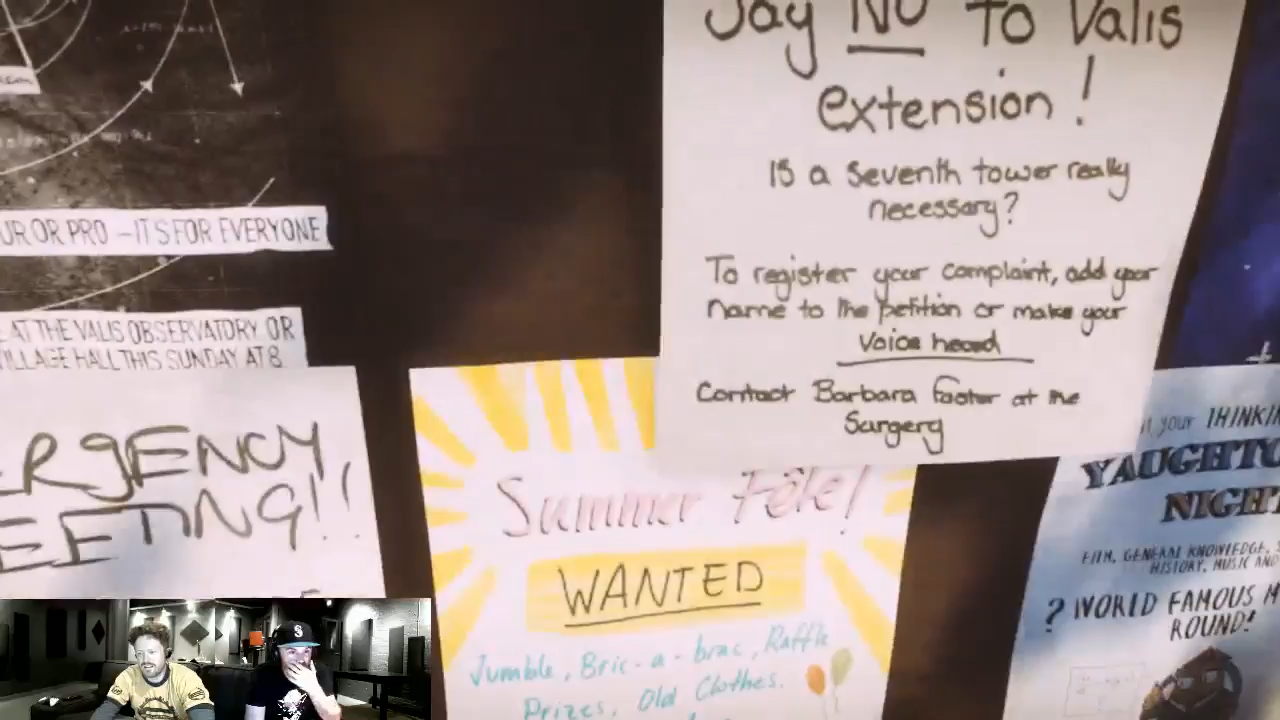 UR OR PRO - IT'S FOR EVERYONE
AT THE VALIS OBSERVATORY OR
VILLAGE HALL THIS SUNDAY AT 8
ERGENCY
EETING!!
Say NO to Valis
extension!
Is a seventh tower really
necessary?
To register your complaint, add your
name to the petition or make your
voice heard
Contact Barbara Foster at the
Surgery
Summer Fête!
WANTED
Jumble, Bric-a-brac, Raffle
Prizes, Old Clothes.
your THINKIN
YAUGHTO
NIGHT
FILM, GENERAL KNOWLEDGE,
HISTORY, MUSIC AND
? WORLD FAMOUS M
ROUND!
S